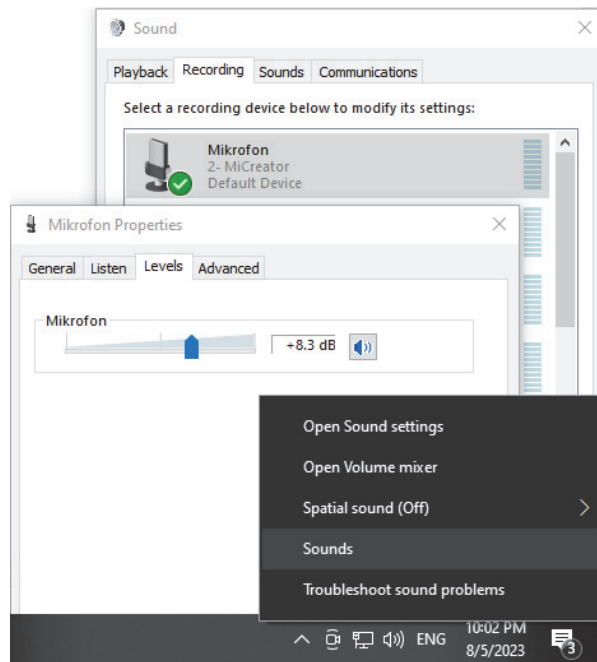 Sound
Playback Recording Sounds Communications
Select a recording device below to modify its settings:
Mikrofon
2- MiCreator
Default Device
Mikrofon Properties
General Listen Levels Advanced
Mikrofon
+8.3 dB
Open Sound settings
Open Volume mixer
Spatial sound (Off)
Sounds
Troubleshoot sound problems
ENG
10:02 PM
8/5/2023
3